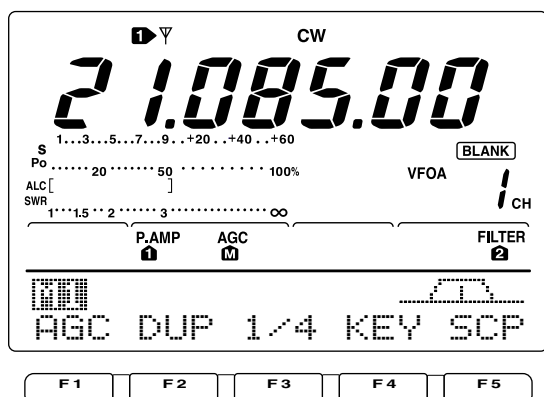 1 CW
21.085.00
1...3...5...7...9..+20..+40..+60
S
BLANK
Po 20 50 100%
VFOA
ALC
1 CH
SWR
1 1.5 2 3 ∞
P.AMP AGC FILTER
1 M 2
M1
AGC DUP 1/4 KEY SCP
F1 F2 F3 F4 F5